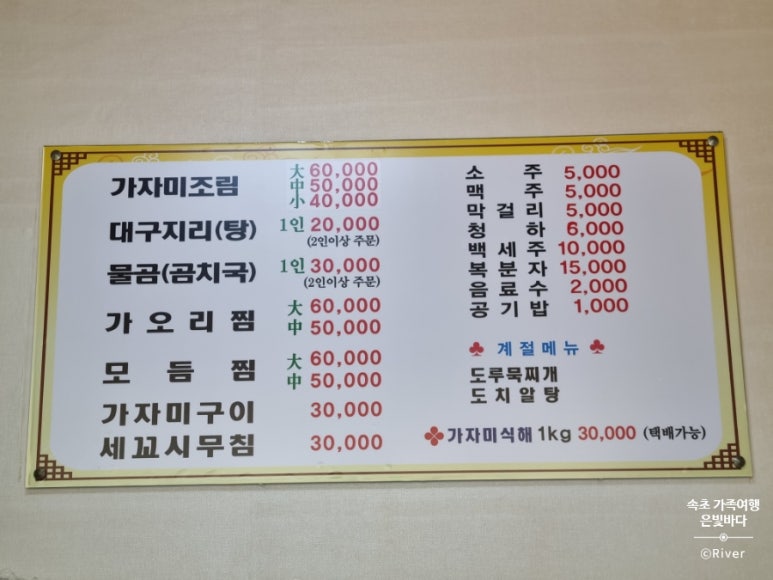 가자미조림 大 60,000
中 50,000
小 40,000
대구지리(탕) 1인 20,000
(2인이상 주문)
물곰(곰치국) 1인 30,000
(2인이상 주문)
가오리찜 大 60,000
中 50,000
모듬찜 大 60,000
中 50,000
가자미구이 30,000
세꼬시무침 30,000
소주 5,000
맥주 5,000
막걸리 5,000
청하 6,000
백세주 10,000
복분자 15,000
음료수 2,000
공기밥 1,000
♣ 계절메뉴 ♣
도루묵찌개
도치알탕
가자미식해 1kg 30,000 (택배가능)
속초 가족여행
은빛바다
©River